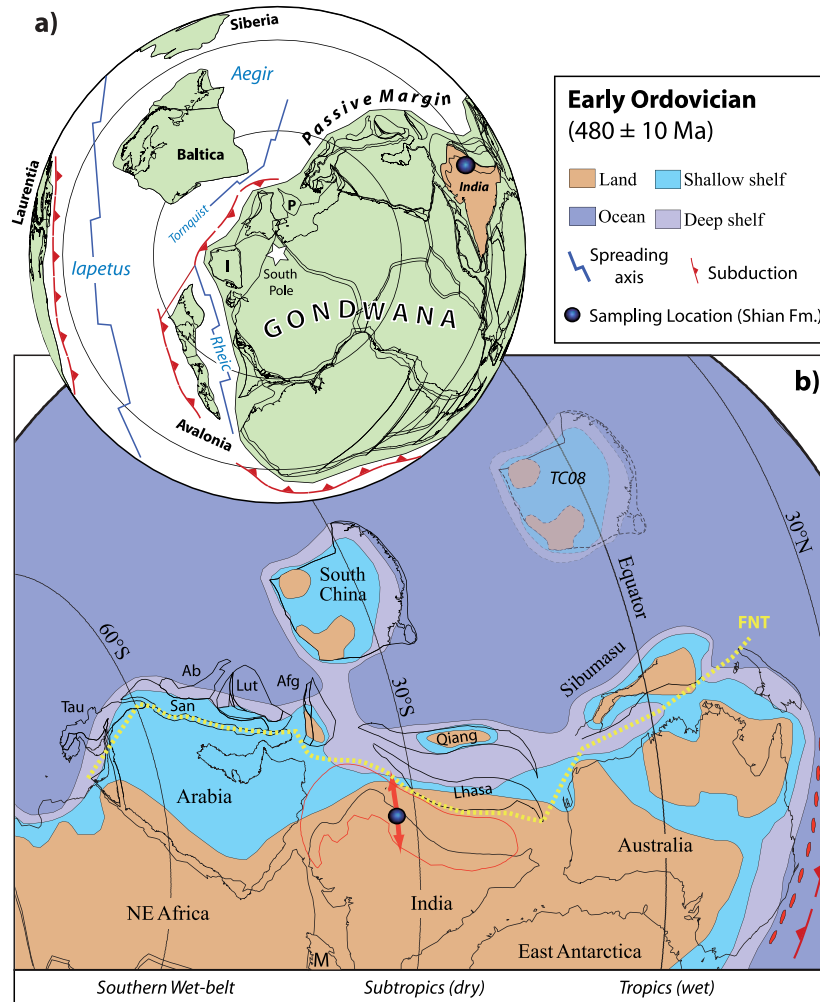 a)
Siberia
Aegir
Passive Margin
Baltica
Laurentia
India
Tornquist
P
Iapetus
I
South
Pole
GONDWANA
Rheic
Avalonia
Early Ordovician
(480 ± 10 Ma)
Land
Shallow shelf
Ocean
Deep shelf
Spreading
axis
Subduction
Sampling Location (Shian Fm.)
b)
TC08
30°N
South
China
Equator
FNT
60°S
Ab
Lut
Afg
Sibumasu
Tau
San
30°S
Qiang
Arabia
Lhasa
Australia
NE Africa
India
East Antarctica
M
Southern Wet-belt
Subtropics (dry)
Tropics (wet)